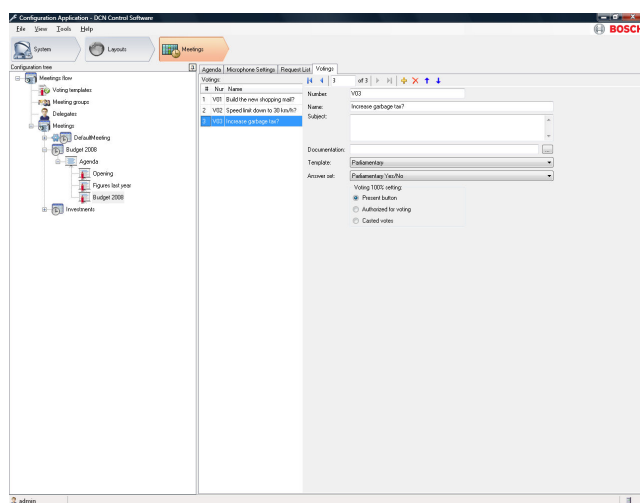 Configuration Application - DCN Control Software
File View Tools Help
BOSCH
System Layouts Meetings
Configuration tree
Meetings flow
Voting templates
Meeting groups
Delegates
Meetings
DefaultMeeting
Budget 2008
Agenda
Opening
Figures last year
Budget 2008
Investments
Agenda Microphone Settings Request List Votings
Votings
# Nur Name
1 V01 Build the new shopping mall?
2 V02 Speed limit down to 30 km/h?
3 V03 Increase garbage tax?
3 of 3
Number: V03
Name: Increase garbage tax?
Subject:
Documentation: ...
Template: Parliamentary
Answer set: Parliamentary Yes/No
Voting 100% setting:
Present button
Authorized for voting
Casted votes
admin